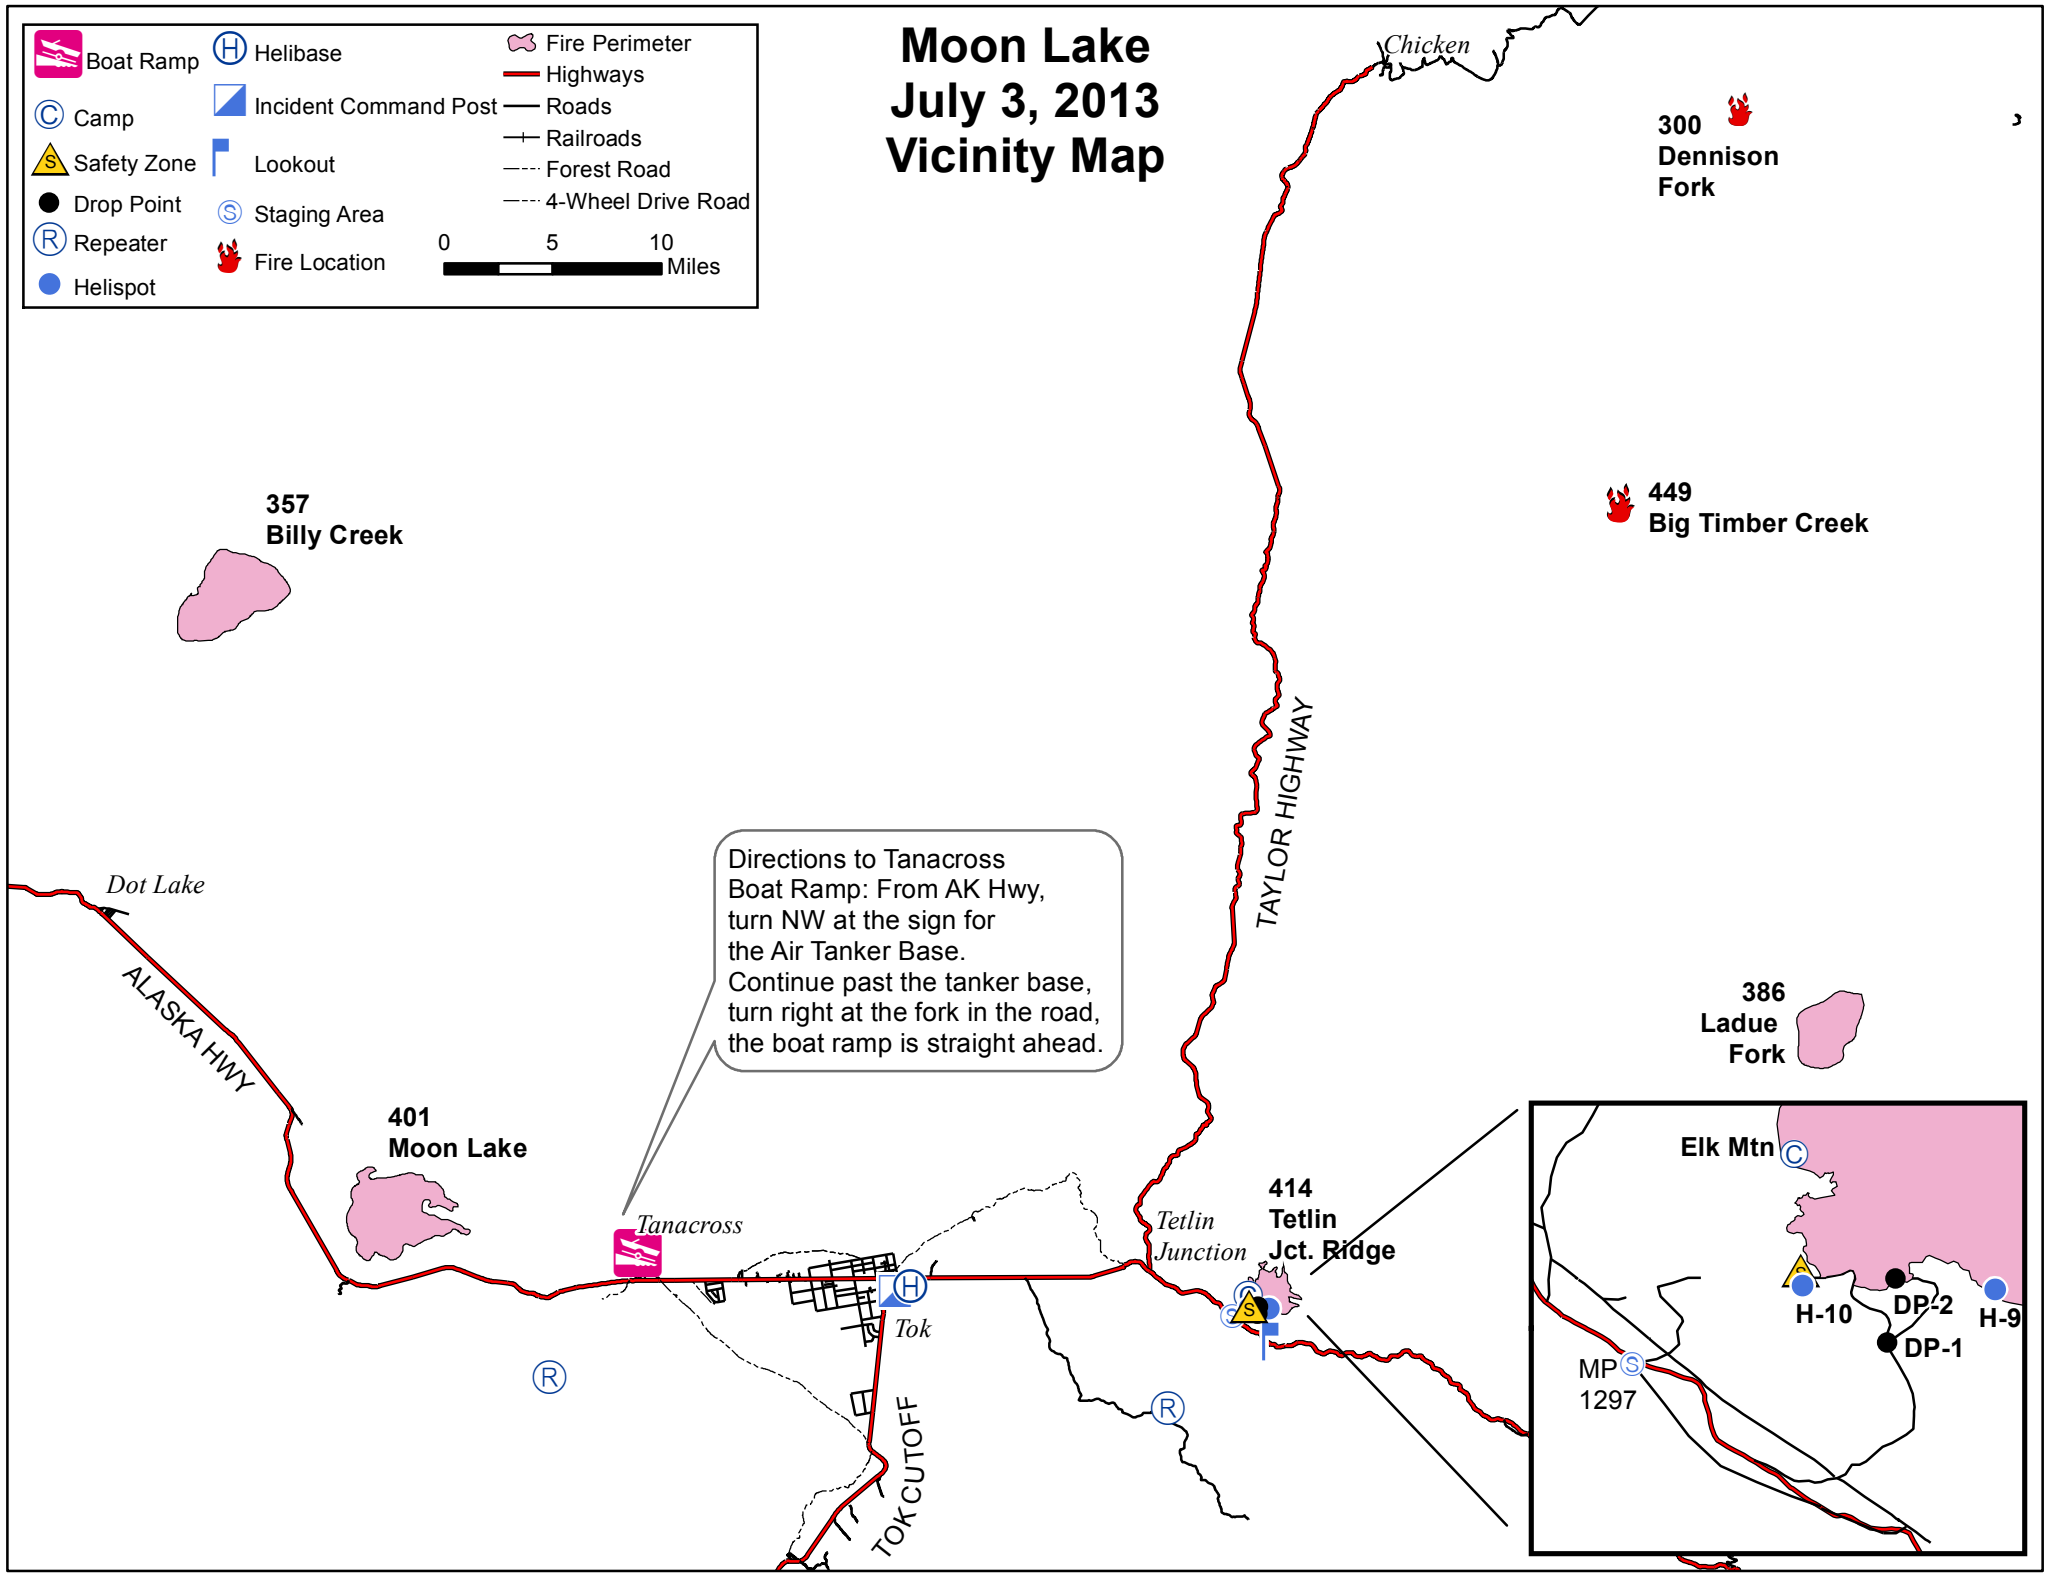 Moon Lake
July 3, 2013
Vicinity Map
Boat Ramp
Camp
Safety Zone
Drop Point
Repeater
Helispot
Helibase
Incident Command Post
Lookout
Staging Area
Fire Location
Fire Perimeter
Highways
Roads
Railroads
Forest Road
4-Wheel Drive Road
0 5 10
Miles
C
S
R
H
S
Chicken
300
Dennison
Fork
357
Billy Creek
449
Big Timber Creek
TAYLOR HIGHWAY
Dot Lake
ALASKA HWY
Directions to Tanacross
Boat Ramp: From AK Hwy,
turn NW at the sign for
the Air Tanker Base.
Continue past the tanker base,
turn right at the fork in the road,
the boat ramp is straight ahead.
386
Ladue
Fork
401
Moon Lake
Tanacross
414
Tetlin
Jct. Ridge
Tetlin
Junction
H
Tok
C
S
S
R
R
TOK CUTOFF
Elk Mtn
C
S
H-10
DP-2
H-9
DP-1
MP
1297
S